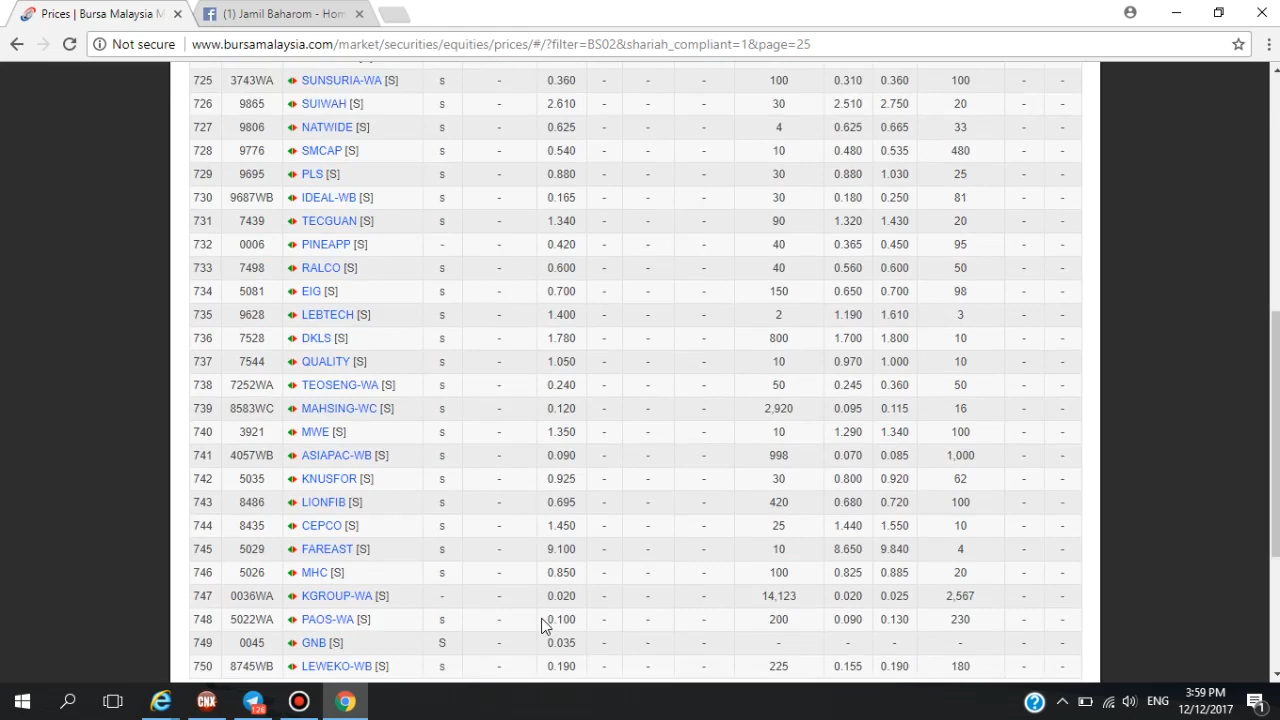 Prices | Bursa Malaysia M
(1) Jamil Baharom - Hom
Not secure
www.bursamalaysia.com/market/securities/equities/prices/#/?filter=BS02&shariah_compliant=1&page=25
725 3743WA SUNSURIA-WA [S] s - 0.360 - - - 100 0.310 0.360 100 - -
726 9865 SUIWAH [S] s - 2.610 - - - 30 2.510 2.750 20 - -
727 9806 NATWIDE [S] s - 0.625 - - - 4 0.625 0.665 33 - -
728 9776 SMCAP [S] s - 0.540 - - - 10 0.480 0.535 480 - -
729 9695 PLS [S] s - 0.880 - - - 30 0.880 1.030 25 - -
730 9687WB IDEAL-WB [S] s - 0.165 - - - 30 0.180 0.250 81 - -
731 7439 TECGUAN [S] s - 1.340 - - - 90 1.320 1.430 20 - -
732 0006 PINEAPP [S] - - 0.420 - - - 40 0.365 0.450 95 - -
733 7498 RALCO [S] s - 0.600 - - - 40 0.560 0.600 50 - -
734 5081 EIG [S] s - 0.700 - - - 150 0.650 0.700 98 - -
735 9628 LEBTECH [S] s - 1.400 - - - 2 1.190 1.610 3 - -
736 7528 DKLS [S] s - 1.780 - - - 800 1.700 1.800 10 - -
737 7544 QUALITY [S] s - 1.050 - - - 10 0.970 1.000 10 - -
738 7252WA TEOSENG-WA [S] s - 0.240 - - - 50 0.245 0.360 50 - -
739 8583WC MAHSING-WC [S] s - 0.120 - - - 2,920 0.095 0.115 16 - -
740 3921 MWE [S] s - 1.350 - - - 10 1.290 1.340 100 - -
741 4057WB ASIAPAC-WB [S] s - 0.090 - - - 998 0.070 0.085 1,000 - -
742 5035 KNUSFOR [S] s - 0.925 - - - 30 0.800 0.920 62 - -
743 8486 LIONFIB [S] s - 0.695 - - - 420 0.680 0.720 100 - -
744 8435 CEPCO [S] s - 1.450 - - - 25 1.440 1.550 10 - -
745 5029 FAREAST [S] s - 9.100 - - - 10 8.650 9.840 4 - -
746 5026 MHC [S] s - 0.850 - - - 100 0.825 0.885 20 - -
747 0036WA KGROUP-WA [S] - - 0.020 - - - 14,123 0.020 0.025 2,567 - -
748 5022WA PAOS-WA [S] s - 0.100 - - - 200 0.090 0.130 230 - -
749 0045 GNB [S] S - 0.035 - - - - - - - - -
750 8745WB LEWEKO-WB [S] s - 0.190 - - - 225 0.155 0.190 180 - -
CNX
126
ENG
3:59 PM
12/12/2017
1